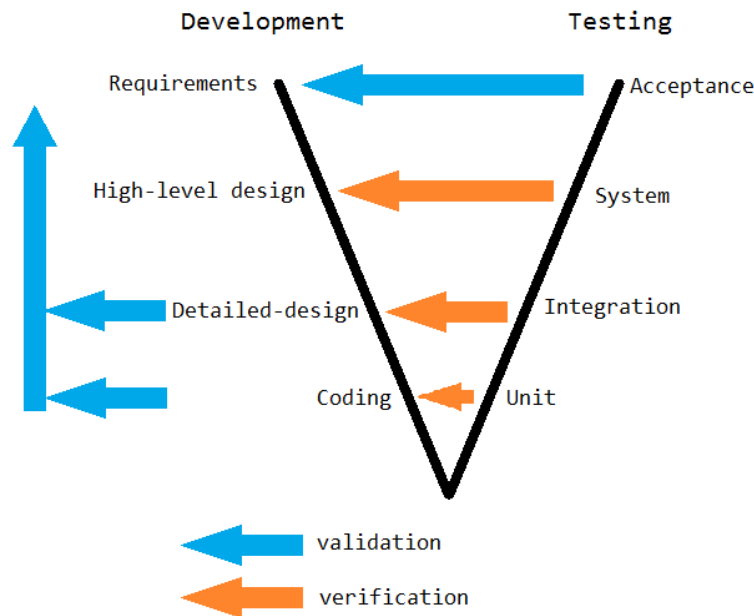 Development Testing
Requirements Acceptance
High-level design System
Detailed-design Integration
Coding Unit
validation
verification